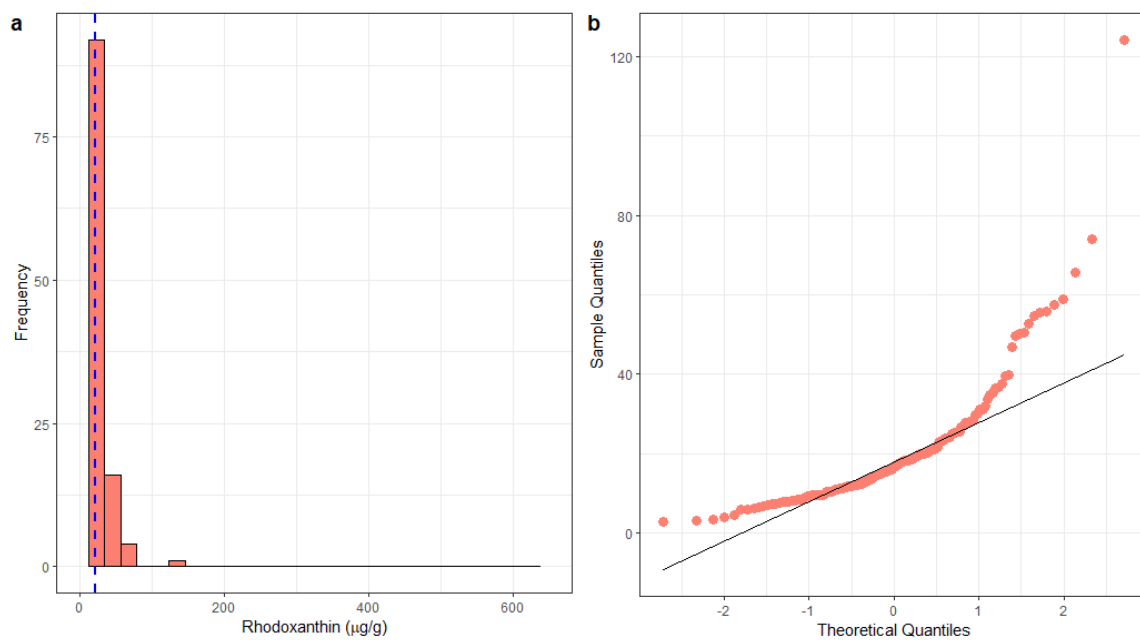 a
75
50
25
0
Frequency
0
200
400
600
Rhodoxanthin (µg/g)
b
120
80
40
0
Sample Quantiles
-2
-1
0
1
2
Theoretical Quantiles